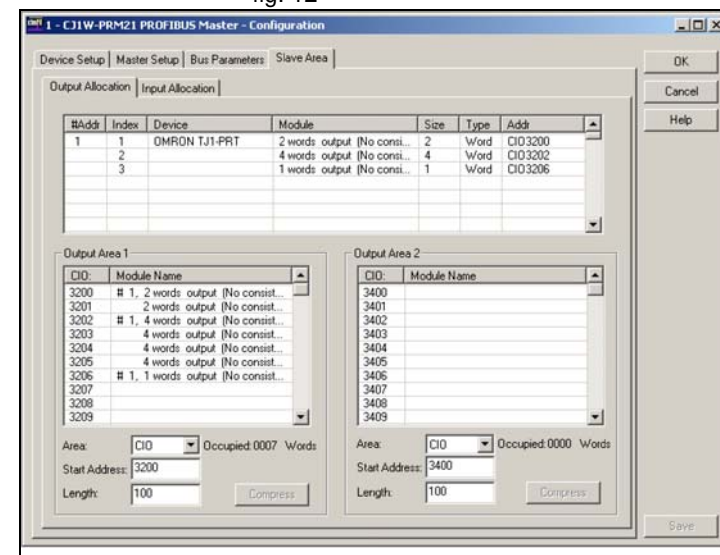 fig. 12
1 - CJ1W-PRM21 PROFIBUS Master - Configuration
Device Setup Master Setup Bus Parameters Slave Area
OK
Cancel
Help
Output Allocation Input Allocation
#Addr Index Device Module Size Type Addr
1 1 OMRON TJ1-PRT 2 words output (No consi... 2 Word CIO3200
2 4 words output (No consi... 4 Word CIO3202
3 1 words output (No consi... 1 Word CIO3206
Output Area 1
CIO: Module Name
3200 # 1, 2 words output (No consist...
3201 2 words output (No consist...
3202 # 1, 4 words output (No consist...
3203 4 words output (No consist...
3204 4 words output (No consist...
3205 4 words output (No consist...
3206 # 1, 1 words output (No consist...
3207
3208
3209
Area: CIO Occupied:0007 Words
Start Address: 3200
Length: 100 Compress
Output Area 2
CIO: Module Name
3400
3401
3402
3403
3404
3405
3406
3407
3408
3409
Area: CIO Occupied:0000 Words
Start Address: 3400
Length: 100 Compress
Save